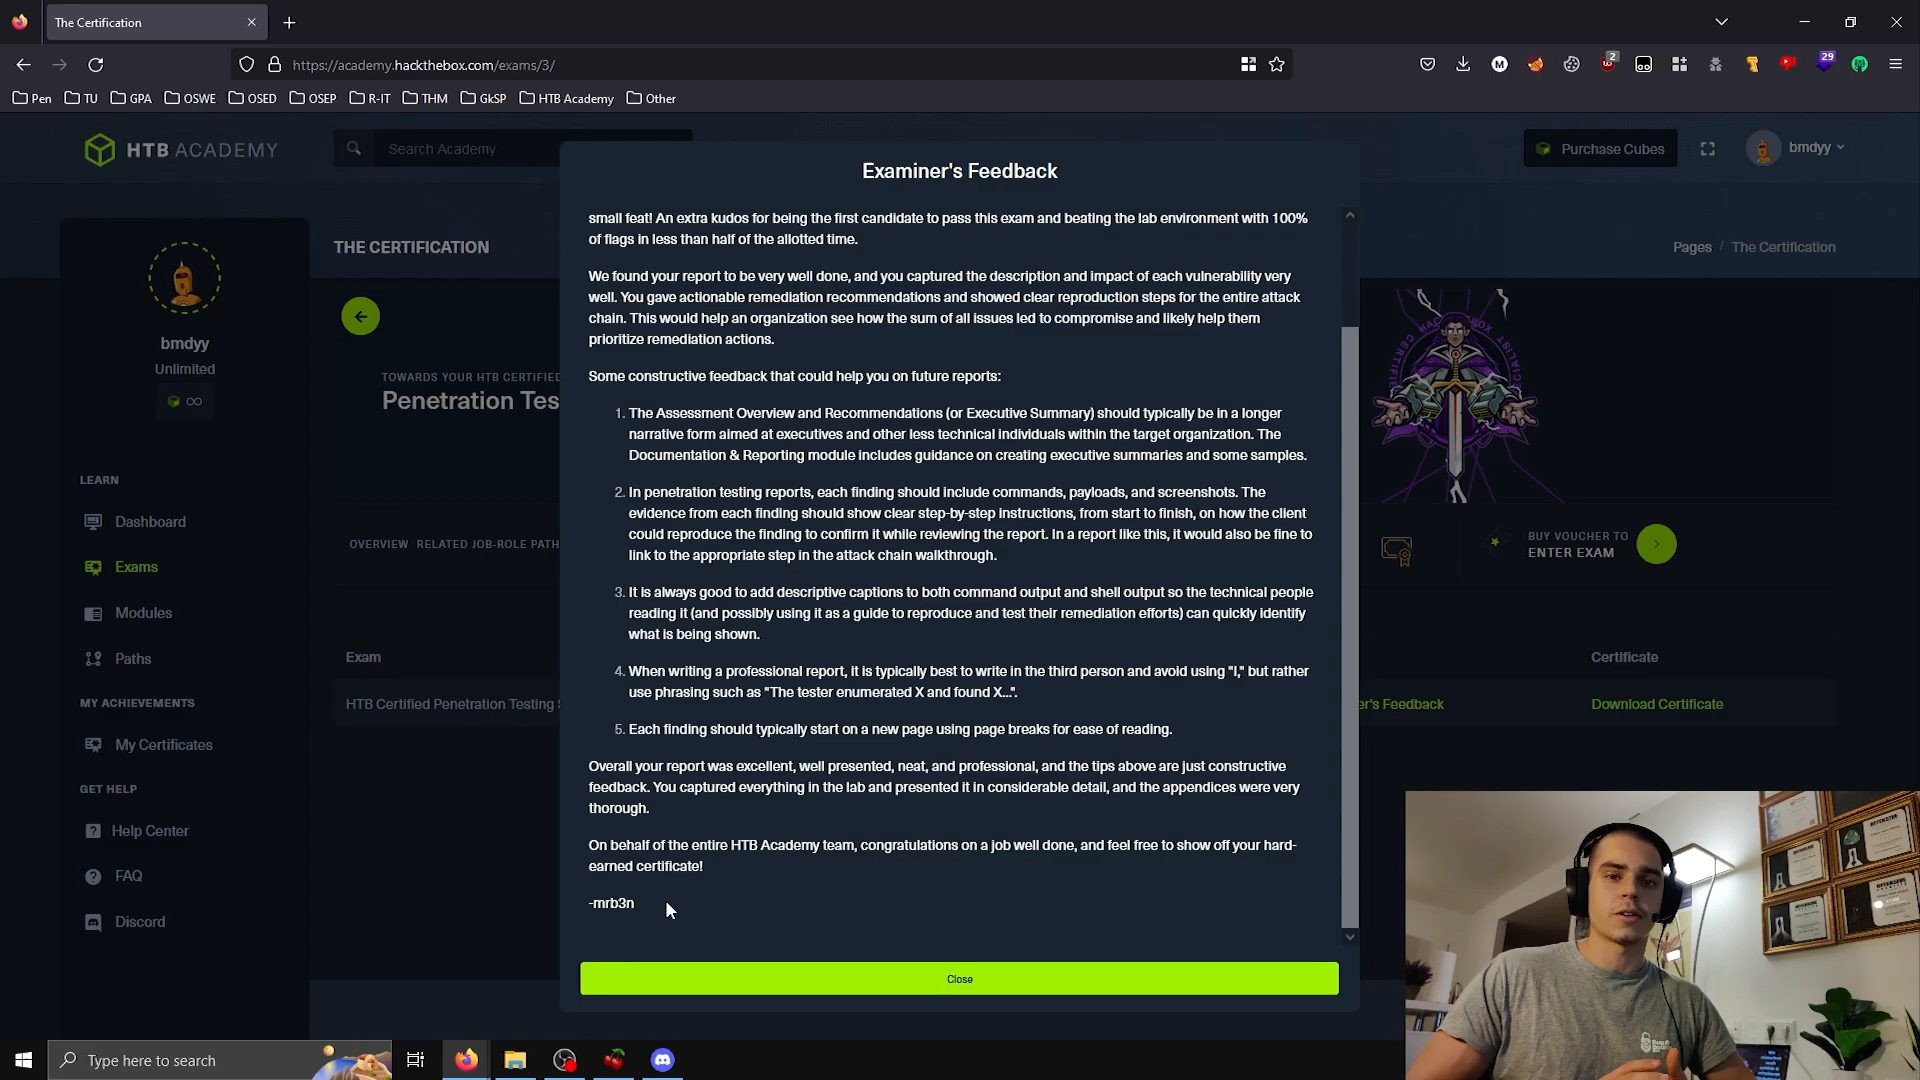 The Certification
https://academy.hackthebox.com/exams/3/
2
29
Pen
TU
GPA
OSWE
OSED
OSEP
R-IT
THM
GkSP
HTB Academy
Other
HTB ACADEMY
Search Academy
Purchase Cubes
bmdyy
Examiner's Feedback
small feat! An extra kudos for being the first candidate to pass this exam and beating the lab environment with 100%
of flags in less than half of the allotted time.
We found your report to be very well done, and you captured the description and impact of each vulnerability very
well. You gave actionable remediation recommendations and showed clear reproduction steps for the entire attack
chain. This would help an organization see how the sum of all issues led to compromise and likely help them
prioritize remediation actions.
Some constructive feedback that could help you on future reports:
1. The Assessment Overview and Recommendations (or Executive Summary) should typically be in a longer
narrative form aimed at executives and other less technical individuals within the target organization. The
Documentation & Reporting module includes guidance on creating executive summaries and some samples.
2. In penetration testing reports, each finding should include commands, payloads, and screenshots. The
evidence from each finding should show clear step-by-step instructions, from start to finish, on how the client
could reproduce the finding to confirm it while reviewing the report. In a report like this, it would also be fine to
link to the appropriate step in the attack chain walkthrough.
3. It is always good to add descriptive captions to both command output and shell output so the technical people
reading it (and possibly using it as a guide to reproduce and test their remediation efforts) can quickly identify
what is being shown.
4. When writing a professional report, it is typically best to write in the third person and avoid using "I," but rather
use phrasing such as "The tester enumerated X and found X...".
5. Each finding should typically start on a new page using page breaks for ease of reading.
Overall your report was excellent, well presented, neat, and professional, and the tips above are just constructive
feedback. You captured everything in the lab and presented it in considerable detail, and the appendices were very
thorough.
On behalf of the entire HTB Academy team, congratulations on a job well done, and feel free to show off your hard-
earned certificate!
-mrb3n
Close
THE CERTIFICATION
Pages / The Certification
bmdyy
Unlimited
∞
LEARN
Dashboard
Exams
Modules
Paths
MY ACHIEVEMENTS
My Certificates
GET HELP
Help Center
FAQ
Discord
TOWARDS YOUR HTB CERTIFIED
Penetration Tes
OVERVIEW RELATED JOB-ROLE PATH
BUY VOUCHER TO
ENTER EXAM
Exam
Certificate
HTB Certified Penetration Testing
er's Feedback
Download Certificate
Type here to search